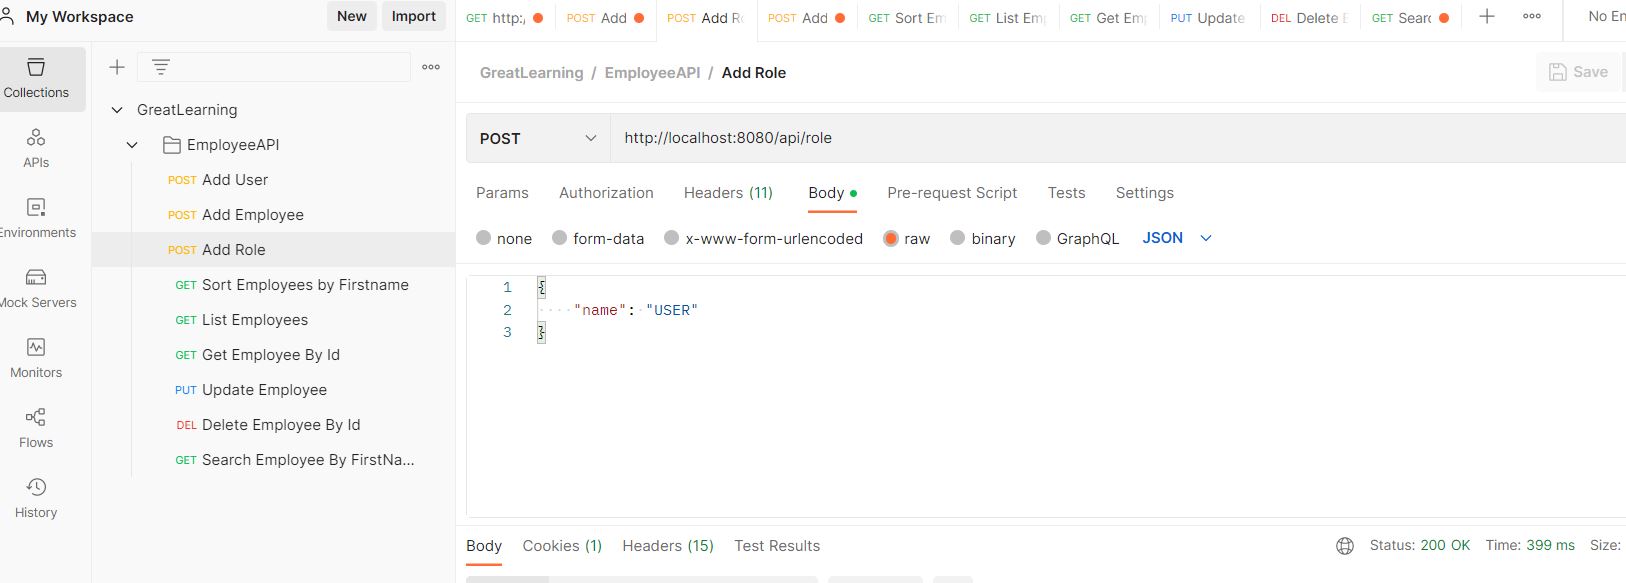 My Workspace
New
Import
GET http:/
POST Add
POST Add R
POST Add
GET Sort Em
GET List Emp
GET Get Emp
PUT Update
DEL Delete E
GET Searc
No En
Collections
APIs
Environments
Mock Servers
Monitors
Flows
History
GreatLearning
EmployeeAPI
POST Add User
POST Add Employee
POST Add Role
GET Sort Employees by Firstname
GET List Employees
GET Get Employee By Id
PUT Update Employee
DEL Delete Employee By Id
GET Search Employee By FirstNa...
GreatLearning / EmployeeAPI / Add Role
Save
POST
http://localhost:8080/api/role
Params Authorization Headers (11) Body Pre-request Script Tests Settings
none form-data x-www-form-urlencoded raw binary GraphQL JSON
1 {
2 "name": "USER"
3 }
Body Cookies (1) Headers (15) Test Results
Status: 200 OK Time: 399 ms Size: